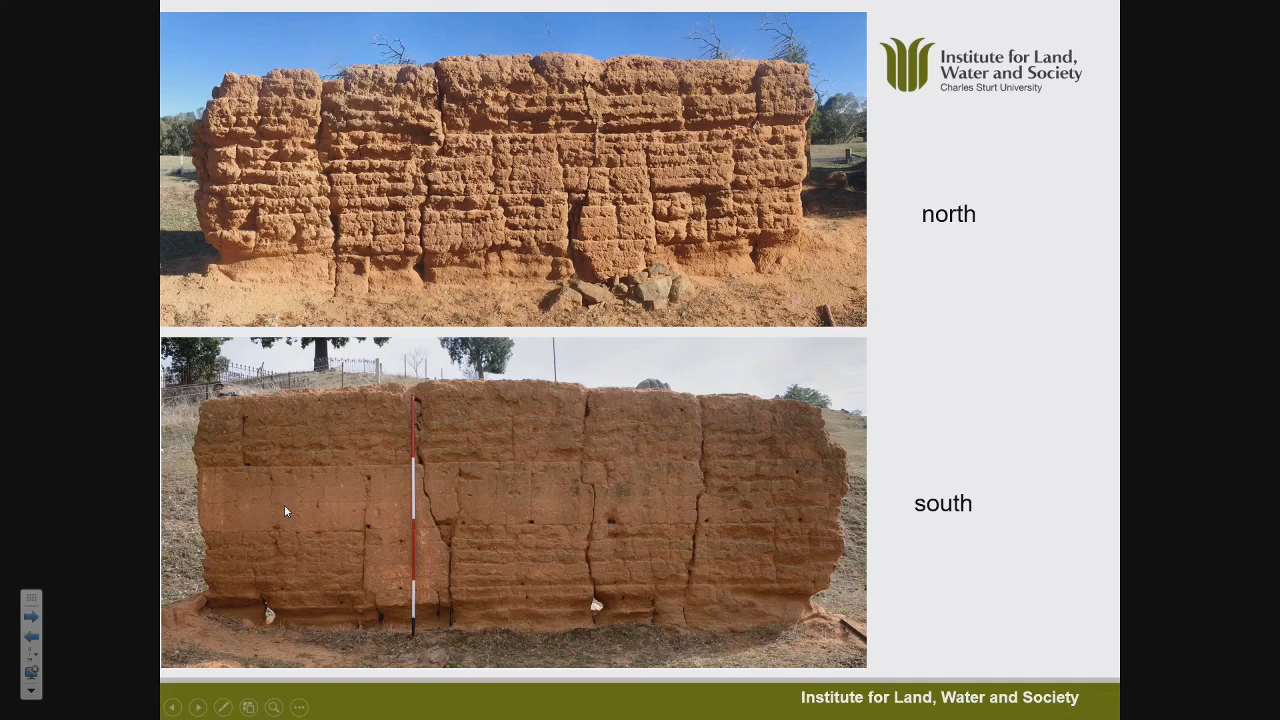 Institute for Land,
Water and Society
Charles Sturt University
north
south
Institute for Land, Water and Society